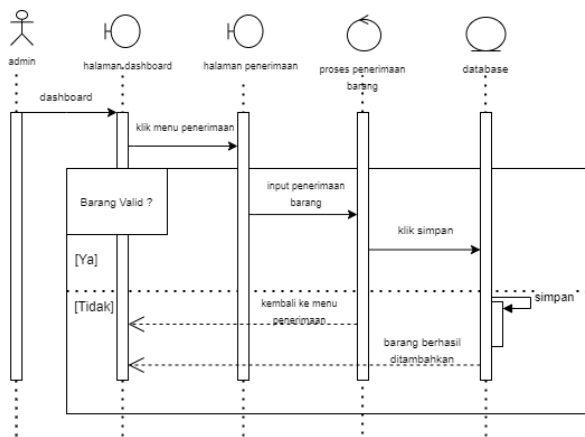 admin
halaman dashboard
halaman penerimaan
proses penerimaan
barang
database
dashboard
klik menu penerimaan
Barang Valid ?
input penerimaan
barang
klik simpan
[Ya]
[Tidak]
simpan
kembali ke menu
penerimaan
barang berhasil
ditambahkan